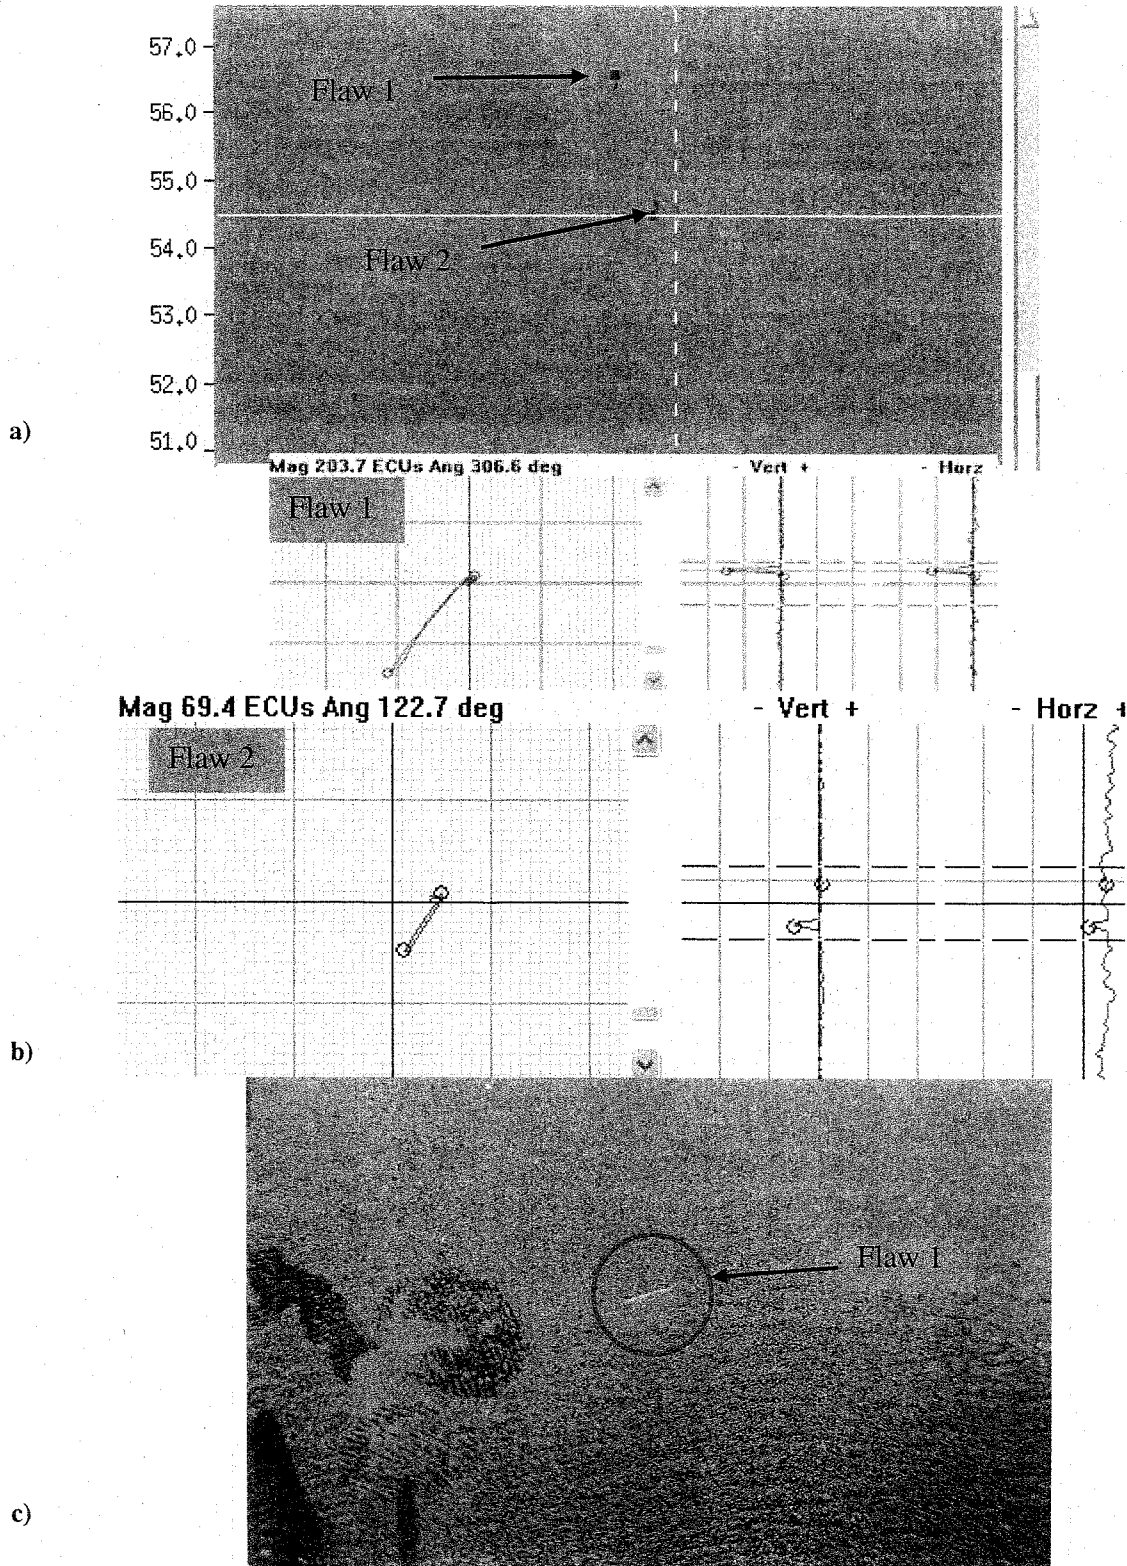 57.0
Flaw 1
56.0
55.0
54.0
Flaw 2
53.0
52.0
a)
51.0
Mag 203.7 ECUs Ang 306.6 deg
- Vert +
- Horz
Flaw 1
Mag 69.4 ECUs Ang 122.7 deg
- Vert +
- Horz +
Flaw 2
b)
Flaw 1
c)